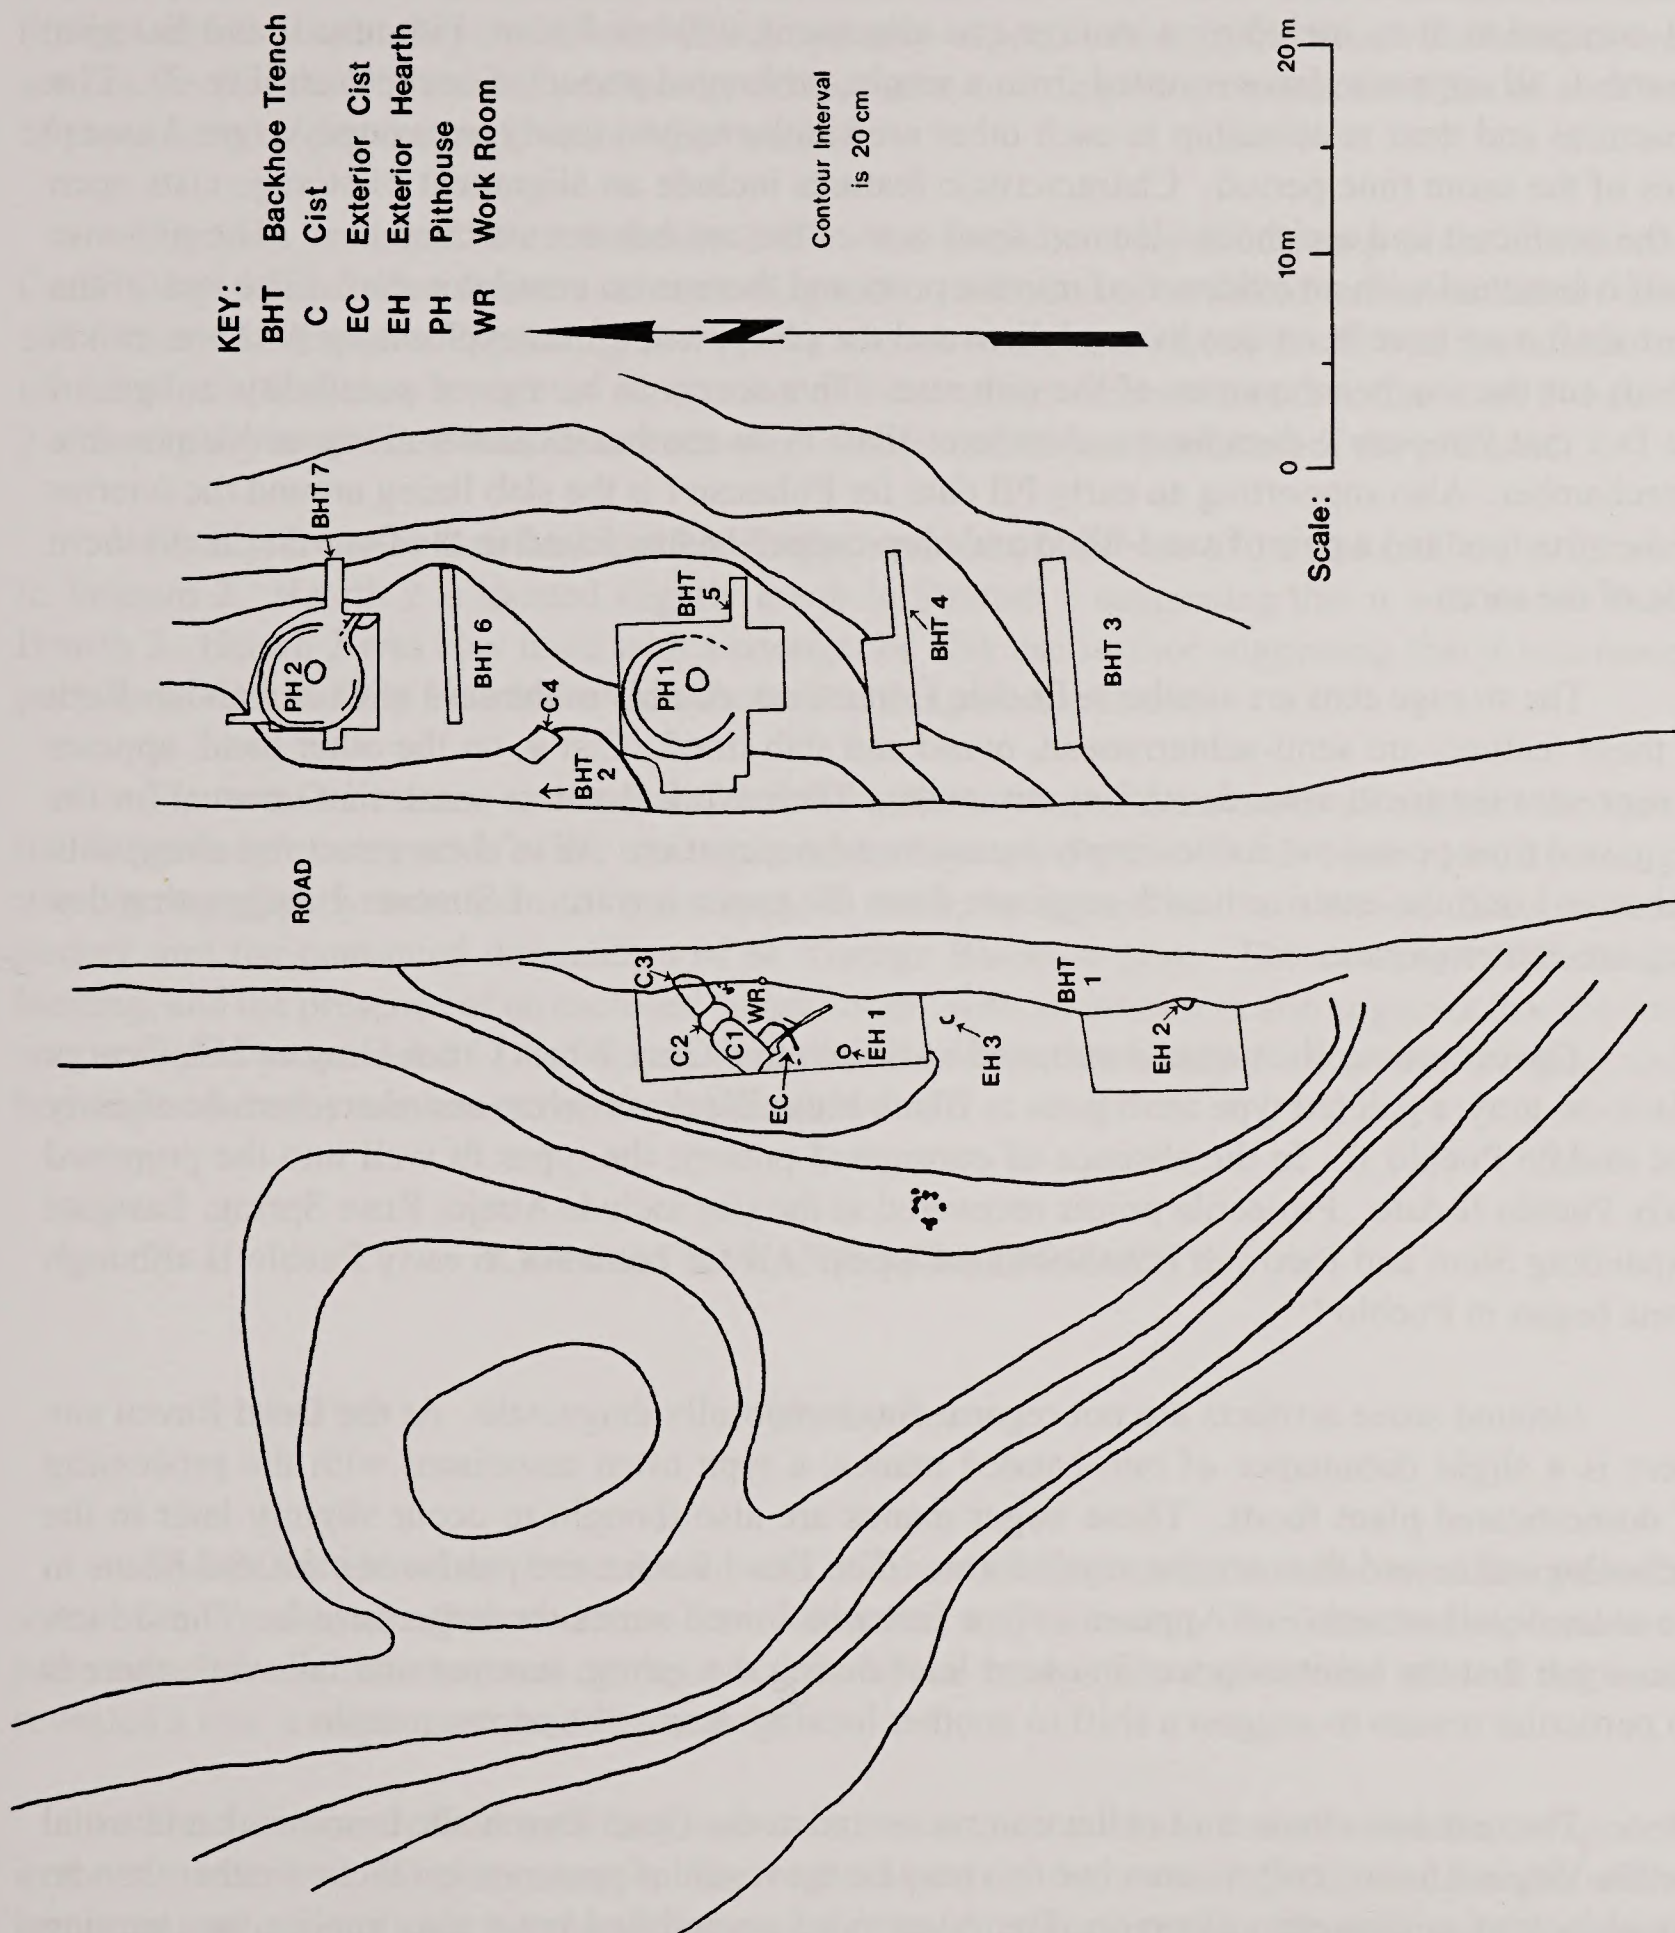 KEY:
BHT Backhoe Trench
C Cist
EC Exterior Cist
EH Exterior Hearth
PH Pithouse
WR Work Room
N
Contour Interval
is 20 cm
Scale:
0 10m 20m
ROAD
BHT 7
PH 2
BHT 6
C4
BHT
2
BHT
5
PH 1
BHT 4
BHT 3
C3
C2
C1
WR
EC
EH 1
EH 3
BHT
1
EH 2